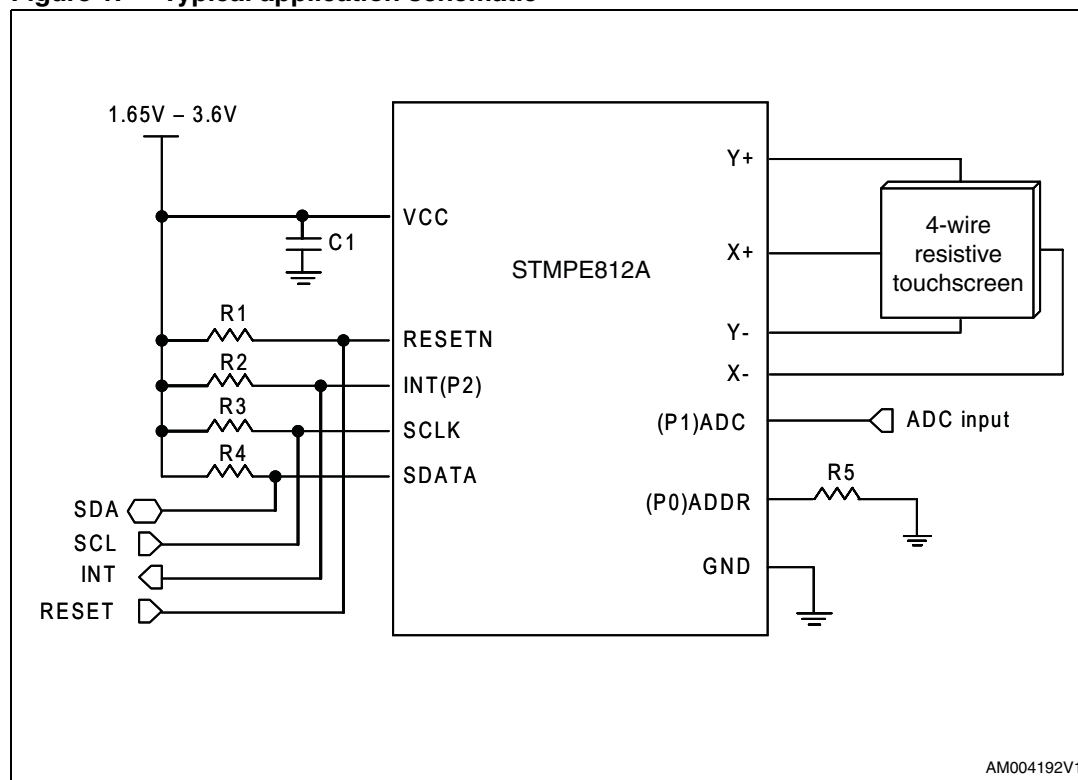 Figure 1. Typical application schematic
1.65V – 3.6V
VCC
C1
R1
RESETN
R2
INT(P2)
R3
SCLK
R4
SDATA
SDA
SCL
INT
RESET
STMPE812A
Y+
X+
Y-
X-
(P1)ADC
(P0)ADDR
GND
4-wire
resistive
touchscreen
ADC input
R5
AM004192V1